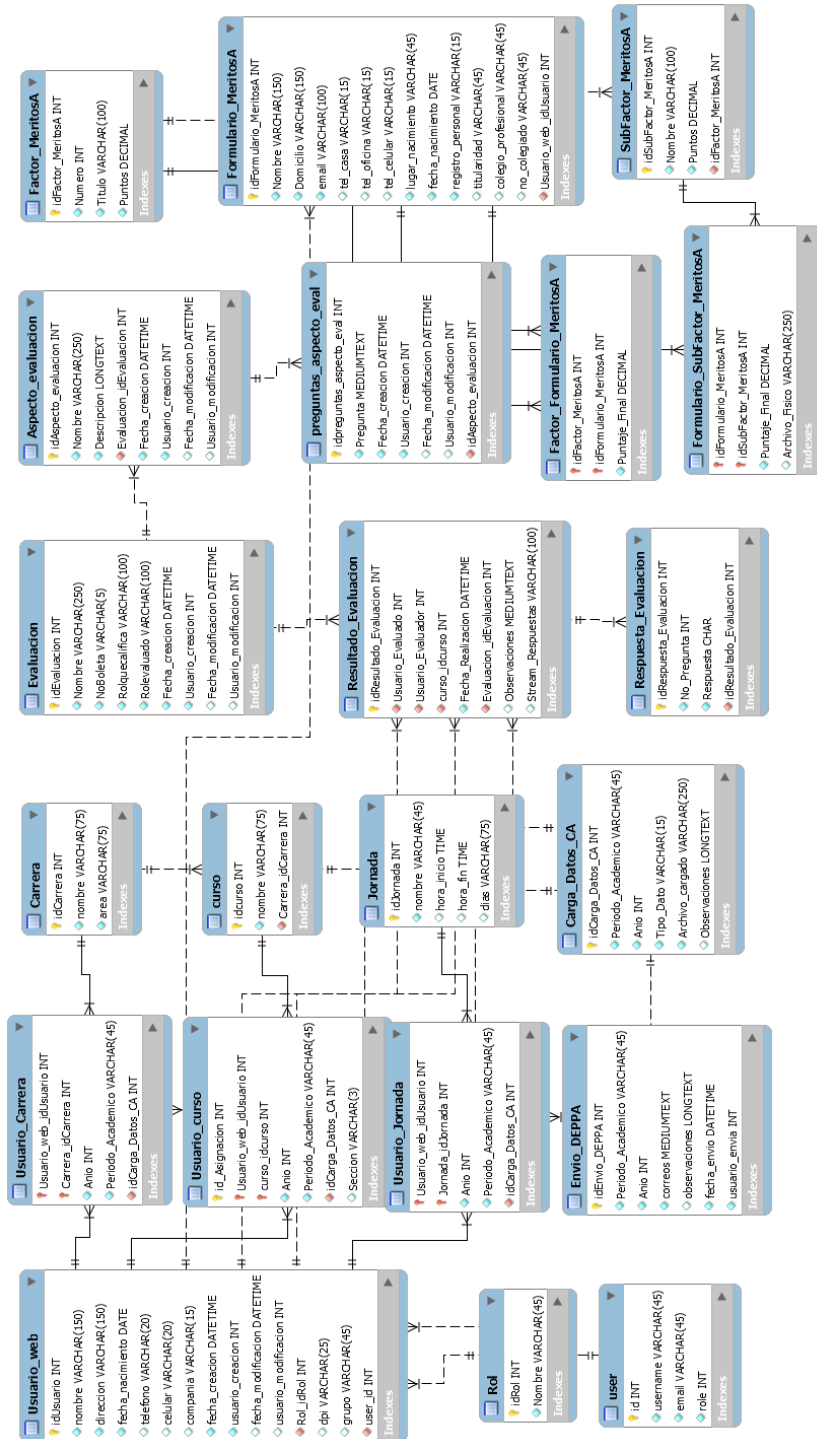 Usuario_web
idUsuario INT
nombre VARCHAR(150)
direccion VARCHAR(150)
fecha_nacimiento DATE
telefono VARCHAR(20)
celular VARCHAR(20)
compania VARCHAR(15)
fecha_creacion DATETIME
usuario_creacion INT
fecha_modificacion DATETIME
usuario_modificacion INT
Rol_idRol INT
dpi VARCHAR(25)
grupo VARCHAR(45)
user_id INT
Indexes
Rol
idRol INT
Nombre VARCHAR(45)
Indexes
user
id INT
username VARCHAR(45)
email VARCHAR(45)
role INT
Indexes
Usuario_Carrera
Usuario_web_idUsuario INT
Carrera_idCarrera INT
Anio INT
Periodo_Academico VARCHAR(45)
idCarga_Datos_CA INT
Indexes
Usuario_curso
id_Asignacion INT
Usuario_web_idUsuario INT
curso_idcurso INT
Anio INT
Periodo_Academico VARCHAR(45)
idCarga_Datos_CA INT
Seccion VARCHAR(3)
Indexes
Usuario_Jornada
Usuario_web_idUsuario INT
Jornada_idJornada INT
Anio INT
Periodo_Academico VARCHAR(45)
idCarga_Datos_CA INT
Indexes
Envio_DEPPA
idEnvio_DEPPA INT
Periodo_Academico VARCHAR(45)
Anio INT
correos MEDIUMTEXT
observaciones LONGTEXT
fecha_envio DATETIME
usuario_envia INT
Indexes
Carrera
idCarrera INT
nombre VARCHAR(75)
area VARCHAR(75)
Indexes
curso
idcurso INT
nombre VARCHAR(75)
Carrera_idCarrera INT
Indexes
Jornada
idJornada INT
nombre VARCHAR(45)
hora_inicio TIME
hora_fin TIME
dias VARCHAR(75)
Indexes
Carga_Datos_CA
idCarga_Datos_CA INT
Periodo_Academico VARCHAR(45)
Anio INT
Tipo_Dato VARCHAR(15)
Archivo_cargado VARCHAR(250)
Observaciones LONGTEXT
Indexes
Evaluacion
idEvaluacion INT
Nombre VARCHAR(250)
NoBoleta VARCHAR(5)
Rolquecalifica VARCHAR(100)
Rolevaluado VARCHAR(100)
Fecha_creacion DATETIME
Usuario_creacion INT
Fecha_modificacion DATETIME
Usuario_modificacion INT
Indexes
Resultado_Evaluacion
idResultado_Evaluacion INT
Usuario_Evaluado INT
Usuario_Evaluador INT
curso_idcurso INT
Fecha_Realizacion DATETIME
Evaluacion_idEvaluacion INT
Observaciones MEDIUMTEXT
Stream_Respuestas VARCHAR(100)
Indexes
Respuesta_Evaluacion
idRespuesta_Evaluacion INT
No_Pregunta INT
Respuesta CHAR
idResultado_Evaluacion INT
Indexes
Aspecto_evaluacion
idAspecto_evaluacion INT
Nombre VARCHAR(250)
Descripcion LONGTEXT
Evaluacion_idEvaluacion INT
Fecha_creacion DATETIME
Usuario_creacion INT
Fecha_modificacion DATETIME
Usuario_modificacion INT
Indexes
preguntas_aspecto_eval
idpreguntas_aspecto_eval INT
Pregunta MEDIUMTEXT
Fecha_creacion DATETIME
Usuario_creacion INT
Fecha_modificacion DATETIME
Usuario_modificacion INT
idAspecto_evaluacion INT
Indexes
Factor_Formulario_MeritosA
idFactor_MeritosA INT
idFormulario_MeritosA INT
Puntaje_Final DECIMAL
Indexes
Formulario_SubFactor_MeritosA
idFormulario_MeritosA INT
idSubFactor_MeritosA INT
Puntaje_Final DECIMAL
Archivo_Fisico VARCHAR(250)
Indexes
Factor_MeritosA
idFactor_MeritosA INT
Numero INT
Titulo VARCHAR(100)
Puntos DECIMAL
Indexes
Formulario_MeritosA
idFormulario_MeritosA INT
Nombre VARCHAR(150)
Domicilio VARCHAR(150)
email VARCHAR(100)
tel_casa VARCHAR(15)
tel_oficina VARCHAR(15)
tel_celular VARCHAR(15)
lugar_nacimiento VARCHAR(45)
fecha_nacimiento DATE
registro_personal VARCHAR(15)
titularidad VARCHAR(45)
colegio_profesional VARCHAR(45)
no_colegiado VARCHAR(45)
Usuario_web_idUsuario INT
Indexes
SubFactor_MeritosA
idSubFactor_MeritosA INT
Nombre VARCHAR(100)
Puntos DECIMAL
idFactor_MeritosA INT
Indexes